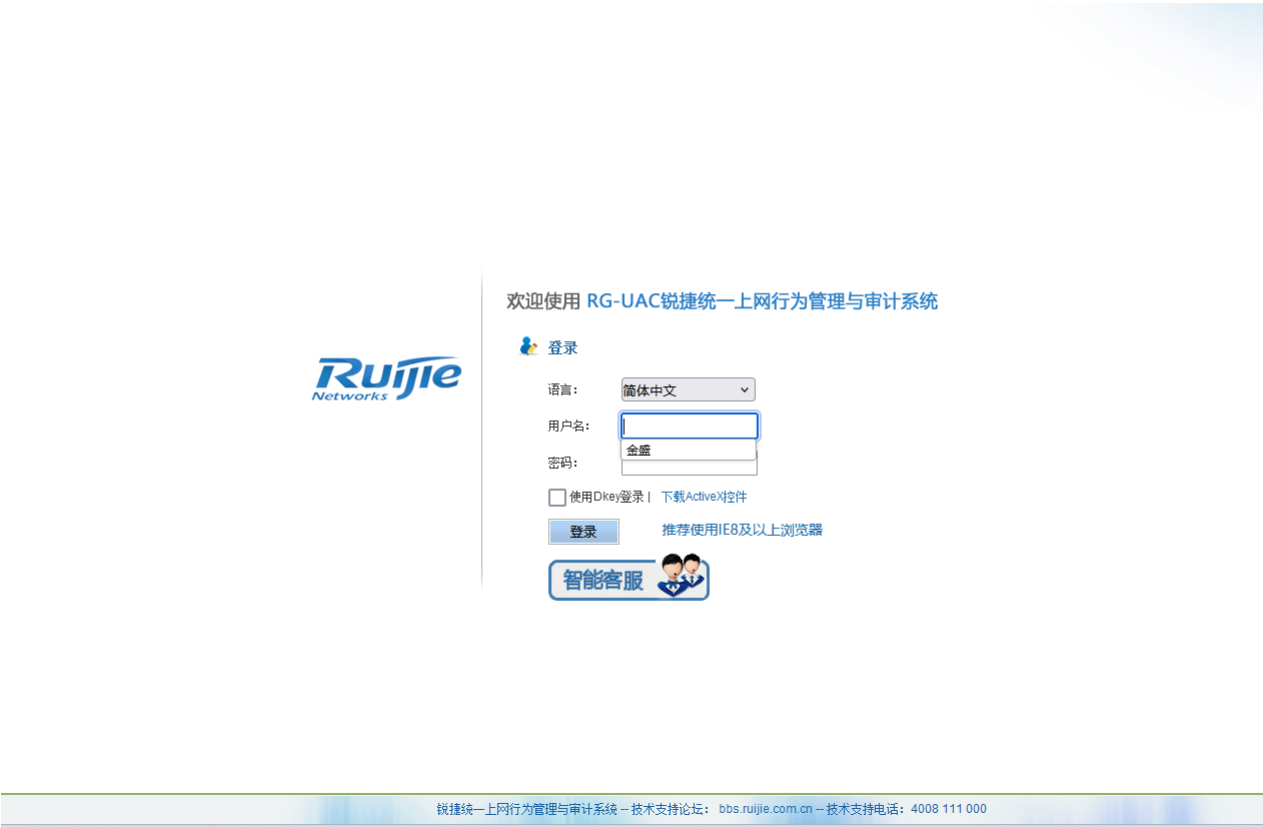 欢迎使用 RG-UAC锐捷统一上网行为管理与审计系统
登录
RUIJIE
Networks
语言： 简体中文
用户名：
金盛
密码：
使用Dkey登录 | 下载ActiveX控件
登录 推荐使用IE8及以上浏览器
智能客服
锐捷统一上网行为管理与审计系统 -- 技术支持论坛： bbs.ruijie.com.cn -- 技术支持电话：4008 111 000